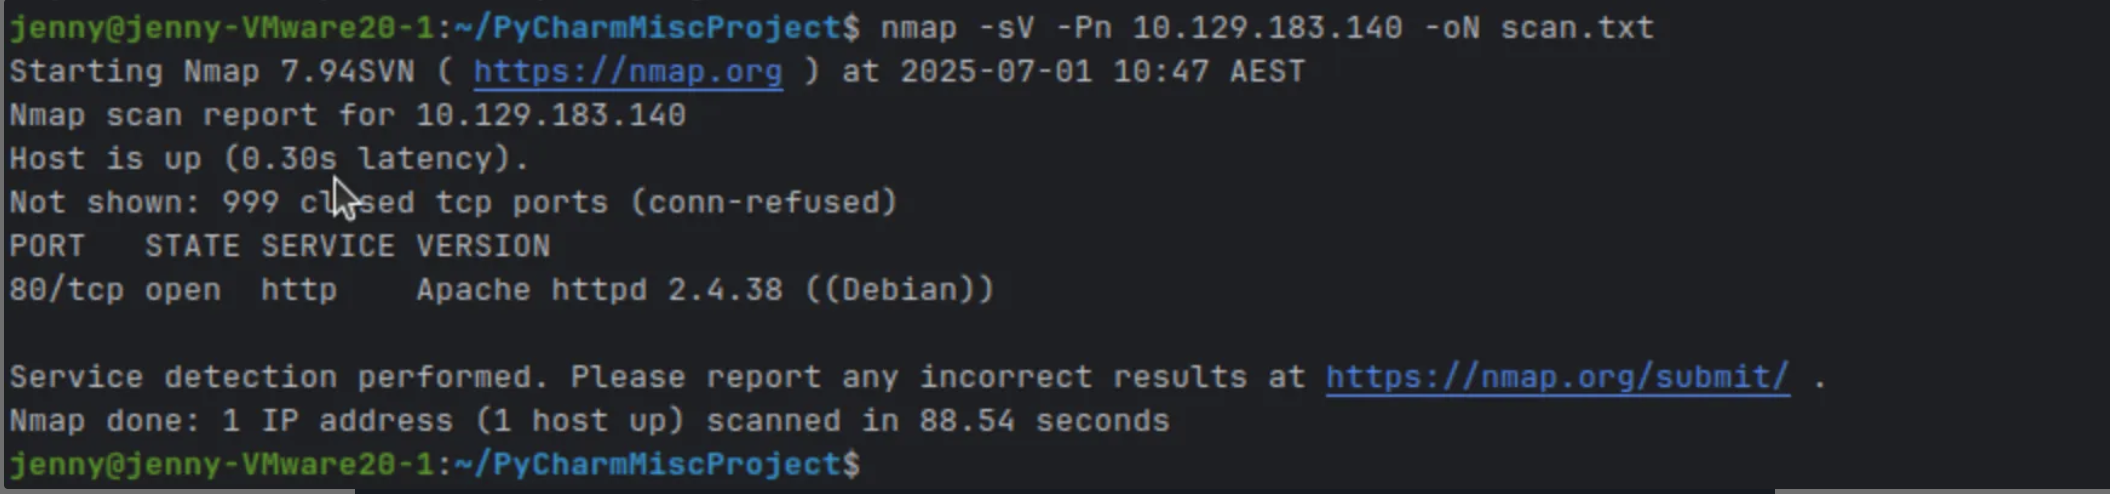 jenny@jenny-VMware20-1:~/PyCharmMiscProject$ nmap -sV -Pn 10.129.183.140 -oN scan.txt
Starting Nmap 7.94SVN ( https://nmap.org ) at 2025-07-01 10:47 AEST
Nmap scan report for 10.129.183.140
Host is up (0.30s latency).
Not shown: 999 closed tcp ports (conn-refused)
PORT   STATE SERVICE VERSION
80/tcp open  http    Apache httpd 2.4.38 ((Debian))
Service detection performed. Please report any incorrect results at https://nmap.org/submit/ .
Nmap done: 1 IP address (1 host up) scanned in 88.54 seconds
jenny@jenny-VMware20-1:~/PyCharmMiscProject$